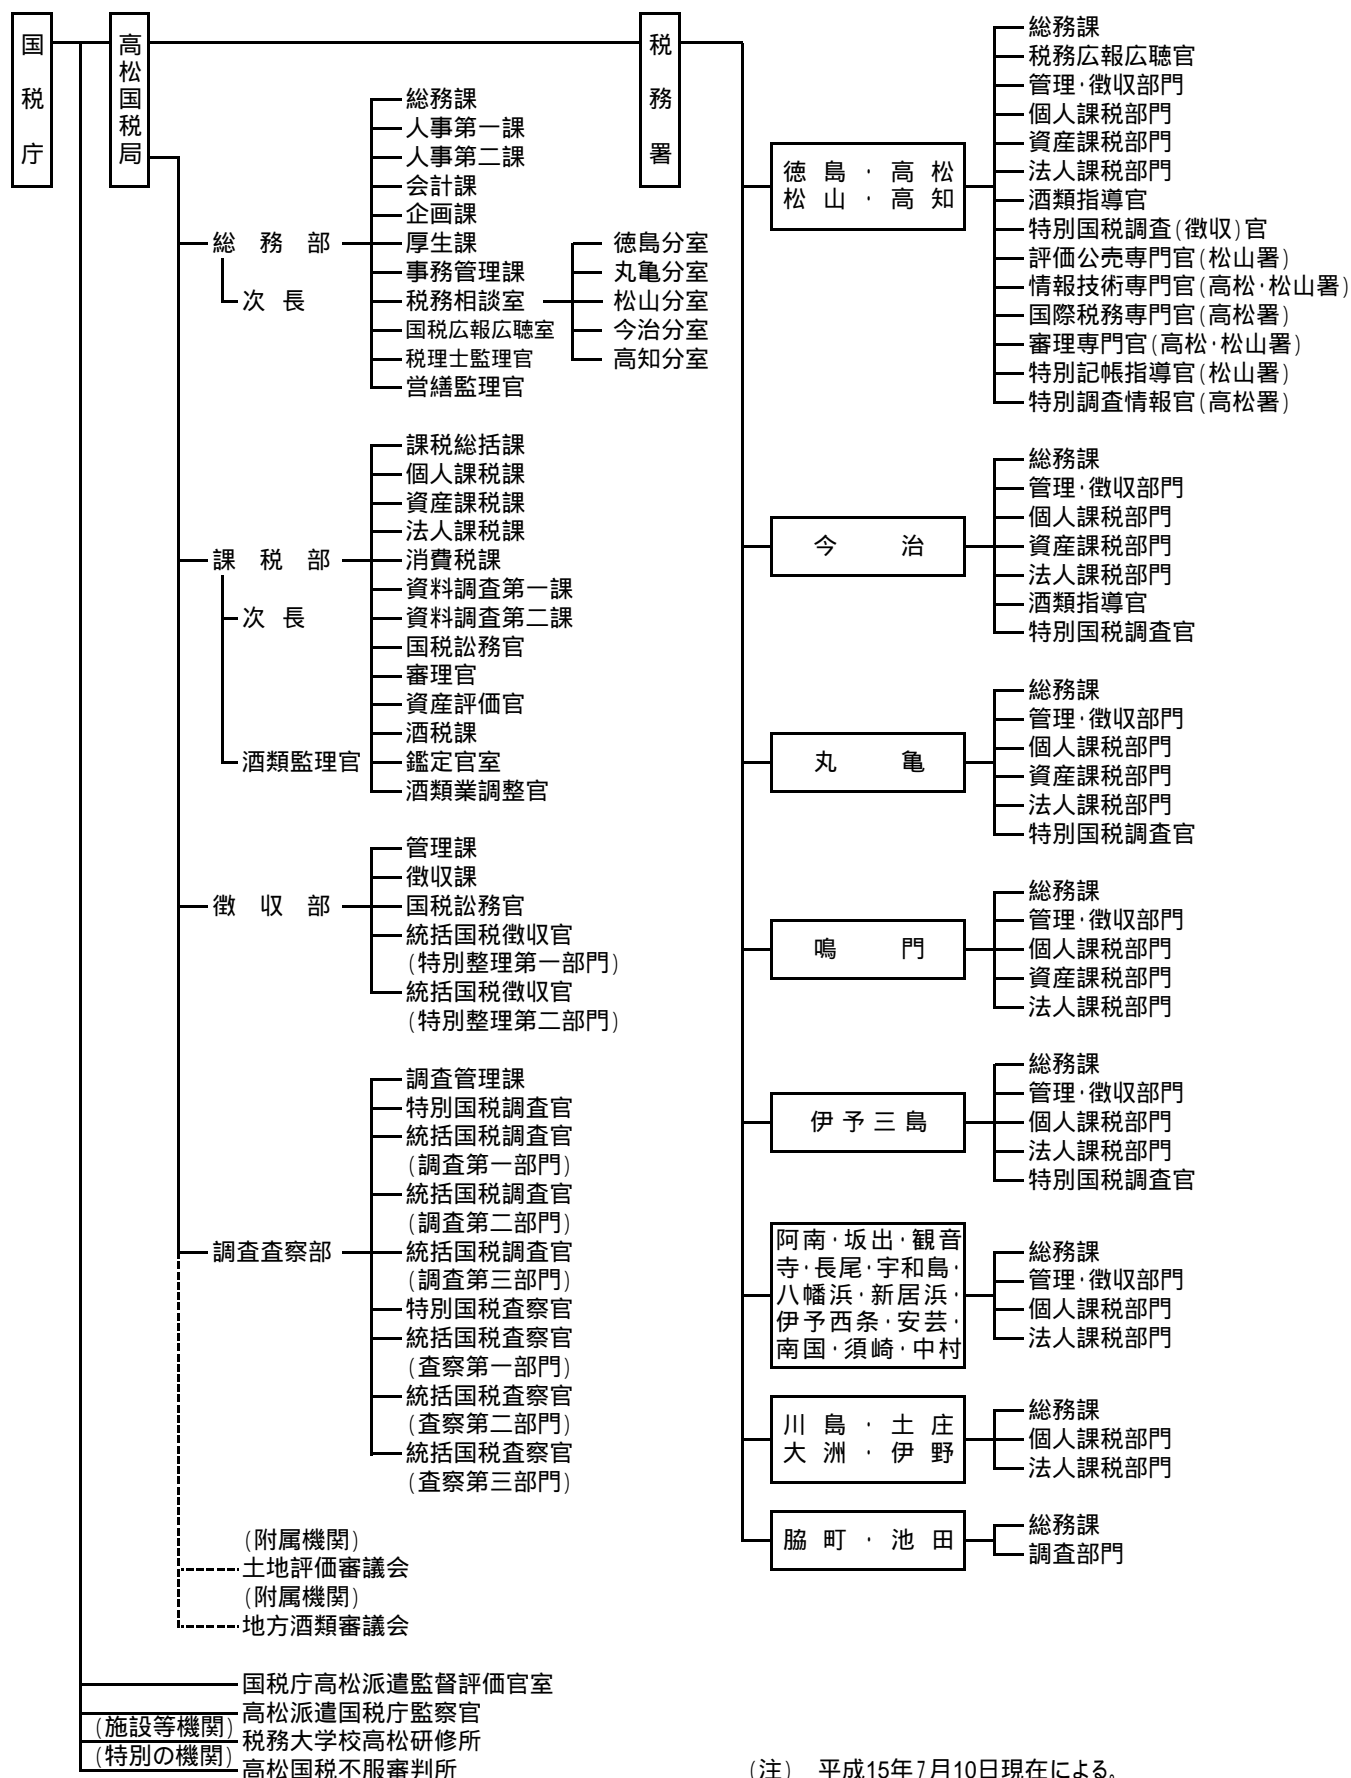 国税庁
高松国税局
総務部
次長
総務課
人事第一課
人事第二課
会計課
企画課
厚生課
事務管理課
税務相談室
国税広報広聴室
税理士監理官
営繕監理官
徳島分室
丸亀分室
松山分室
今治分室
高知分室
課税部
次長
酒類監理官
課税総括課
個人課税課
資産課税課
法人課税課
消費税課
資料調査第一課
資料調査第二課
国税訟務官
審理官
資産評価官
酒税課
鑑定官室
酒類業調整官
徴収部
管理課
徴収課
国税訟務官
統括国税徴収官
(特別整理第一部門)
統括国税徴収官
(特別整理第二部門)
調査査察部
調査管理課
特別国税調査官
統括国税調査官
(調査第一部門)
統括国税調査官
(調査第二部門)
統括国税調査官
(調査第三部門)
特別国税査察官
統括国税査察官
(査察第一部門)
統括国税査察官
(査察第二部門)
統括国税査察官
(査察第三部門)
(附属機関)
土地評価審議会
(附属機関)
地方酒類審議会
国税庁高松派遣監督評価官室
高松派遣国税庁監察官
(施設等機関)
税務大学校高松研修所
(特別の機関)
高松国税不服審判所
税務署
徳島・高松
松山・高知
総務課
税務広報広聴官
管理・徴収部門
個人課税部門
資産課税部門
法人課税部門
酒類指導官
特別国税調査(徴収)官
評価公売専門官(松山署)
情報技術専門官(高松・松山署)
国際税務専門官(高松署)
審理専門官(高松・松山署)
特別記帳指導官(松山署)
特別調査情報官(高松署)
今治
総務課
管理・徴収部門
個人課税部門
資産課税部門
法人課税部門
酒類指導官
特別国税調査官
丸亀
総務課
管理・徴収部門
個人課税部門
資産課税部門
法人課税部門
特別国税調査官
鳴門
総務課
管理・徴収部門
個人課税部門
資産課税部門
法人課税部門
伊予三島
総務課
管理・徴収部門
個人課税部門
法人課税部門
特別国税調査官
阿南・坂出・観音
寺・長尾・宇和島・
八幡浜・新居浜・
伊予西条・安芸・
南国・須崎・中村
総務課
管理・徴収部門
個人課税部門
法人課税部門
川島・土庄
大洲・伊野
総務課
個人課税部門
法人課税部門
脇町・池田
総務課
調査部門
(注) 平成15年7月10日現在による。